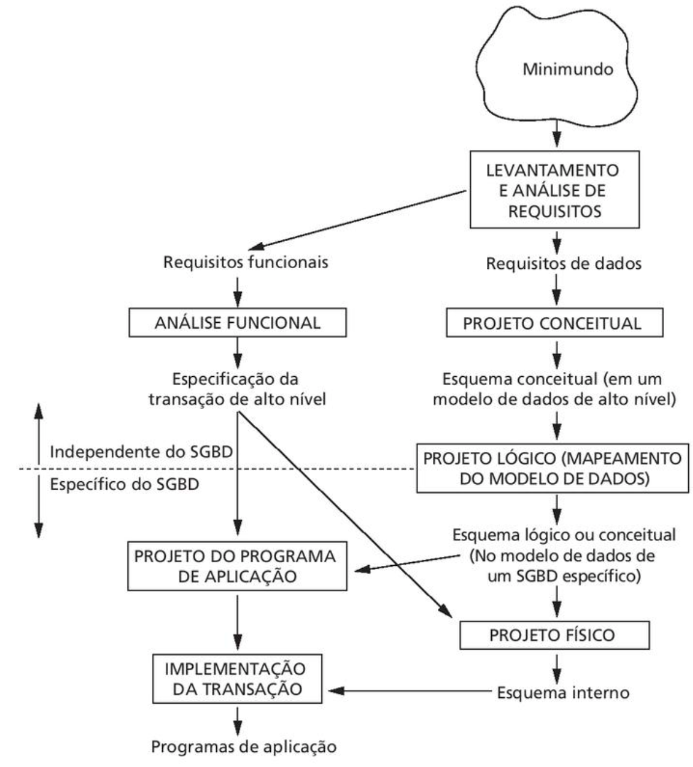 Minimundo
LEVANTAMENTO
E ANÁLISE DE
REQUISITOS
Requisitos funcionais
Requisitos de dados
ANÁLISE FUNCIONAL
PROJETO CONCEITUAL
Especificação da
transação de alto nível
Esquema conceitual (em um
modelo de dados de alto nível)
Independente do SGBD
Específico do SGBD
PROJETO LÓGICO (MAPEAMENTO
DO MODELO DE DADOS)
Esquema lógico ou conceitual
(No modelo de dados de
um SGBD específico)
PROJETO DO PROGRAMA
DE APLICAÇÃO
PROJETO FÍSICO
IMPLEMENTAÇÃO
DA TRANSAÇÃO
Esquema interno
Programas de aplicação